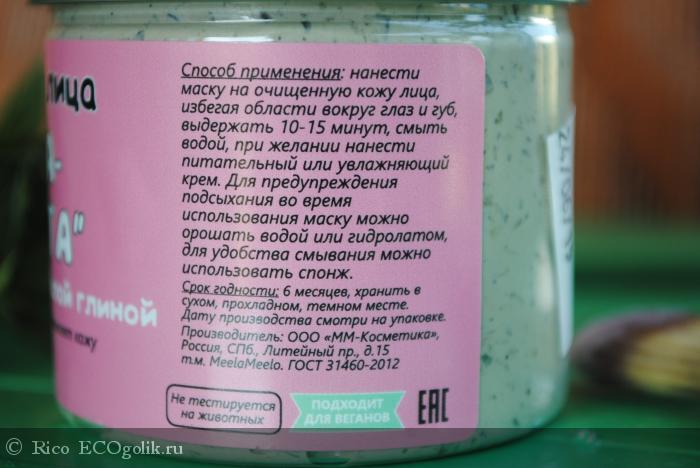 лица
А"
ой глиной
кожу
Способ применения: нанести
маску на очищенную кожу лица,
избегая области вокруг глаз и губ,
выдержать 10-15 минут, смыть
водой, при желании нанести
питательный или увлажняющий
крем. Для предупреждения
подсыхания во время
использования маску можно
орошать водой или гидролатом,
для удобства смывания можно
использовать спонж.
Срок годности: 6 месяцев, хранить в
сухом, прохладном, темном месте.
Дату производства смотри на упаковке.
Производитель: ООО «ММ-Косметика»,
Россия, СПб., Литейный пр., д.15
т.м. MeelaMeelo. ГОСТ 31460-2012
Не тестируется
на животных
ПОДХОДИТ
ДЛЯ ВЕГАНОВ
EAC
© Rico ECOgolik.ru